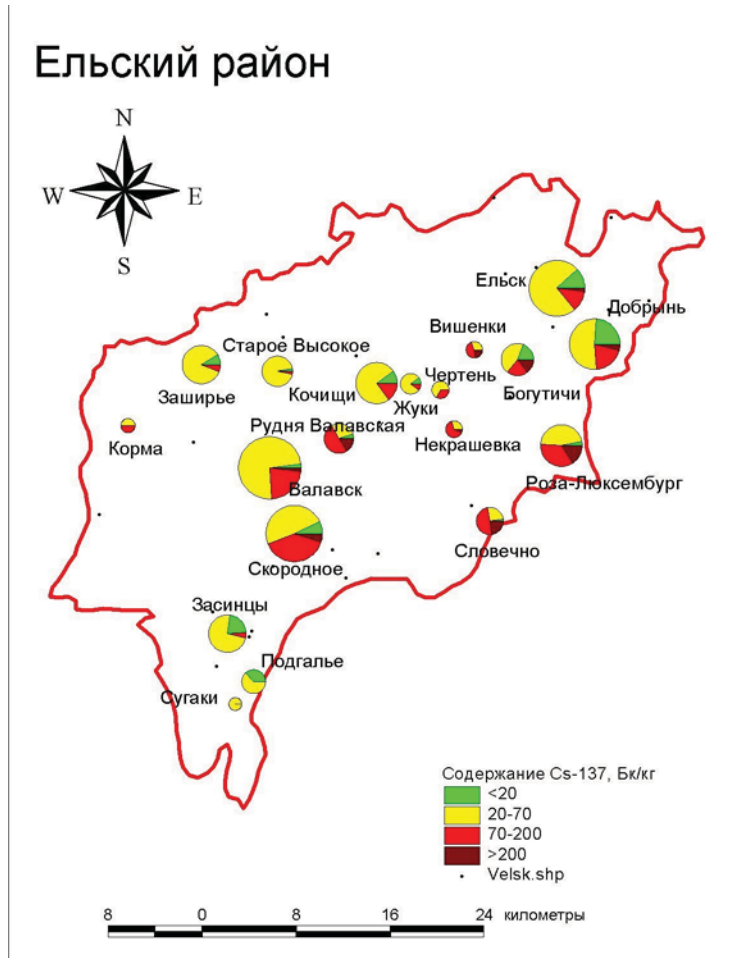 Ельский район
N
W E
S
Ельск
Добрынь
Вишенки
Старое Высокое
Чертень
Заширье
Кочищи
Жуки
Богутичи
Рудня Валавская
Корма
Некрашевка
Валавск
Роза-Люксембург
Словечно
Скородное
Засинцы
Подгалье
Сугаки
Содержание Cs-137, Бк/кг
<20
20-70
70-200
>200
Velsk.shp
8 0 8 16 24 километры